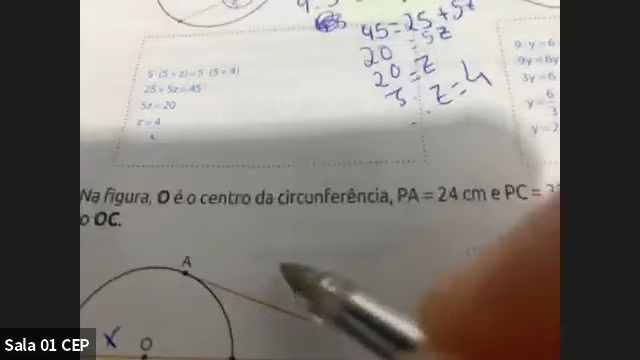 45=25+5z
20 = 5z
20 = z
5 z=4
5·(5+z)=5·(5+4)
25+5z=45
5z=20
z=4
9·y=6
9y=6y
3y=6
y=6/3
y=2
Na figura, O é o centro da circunferência, PA = 24 cm e PC =
o OC.
A
X
O
Sala 01 CEP